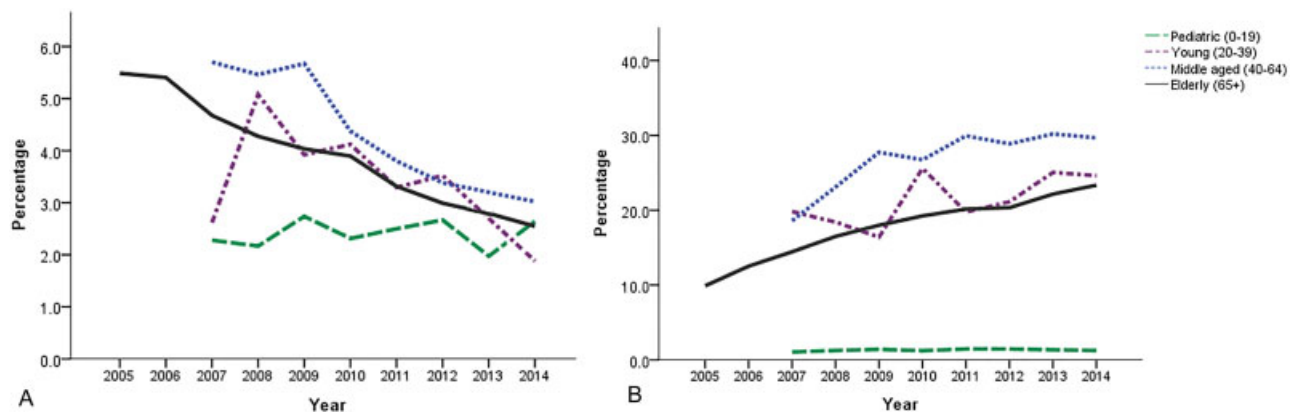 6.0
5.0
4.0
3.0
2.0
1.0
0.0
Percentage
2005 2006 2007 2008 2009 2010 2011 2012 2013 2014
Year
A
40.0
30.0
20.0
10.0
0.0
Percentage
2005 2006 2007 2008 2009 2010 2011 2012 2013 2014
Year
B
Pediatric (0-19)
Young (20-39)
Middle aged (40-64)
Elderly (65+)